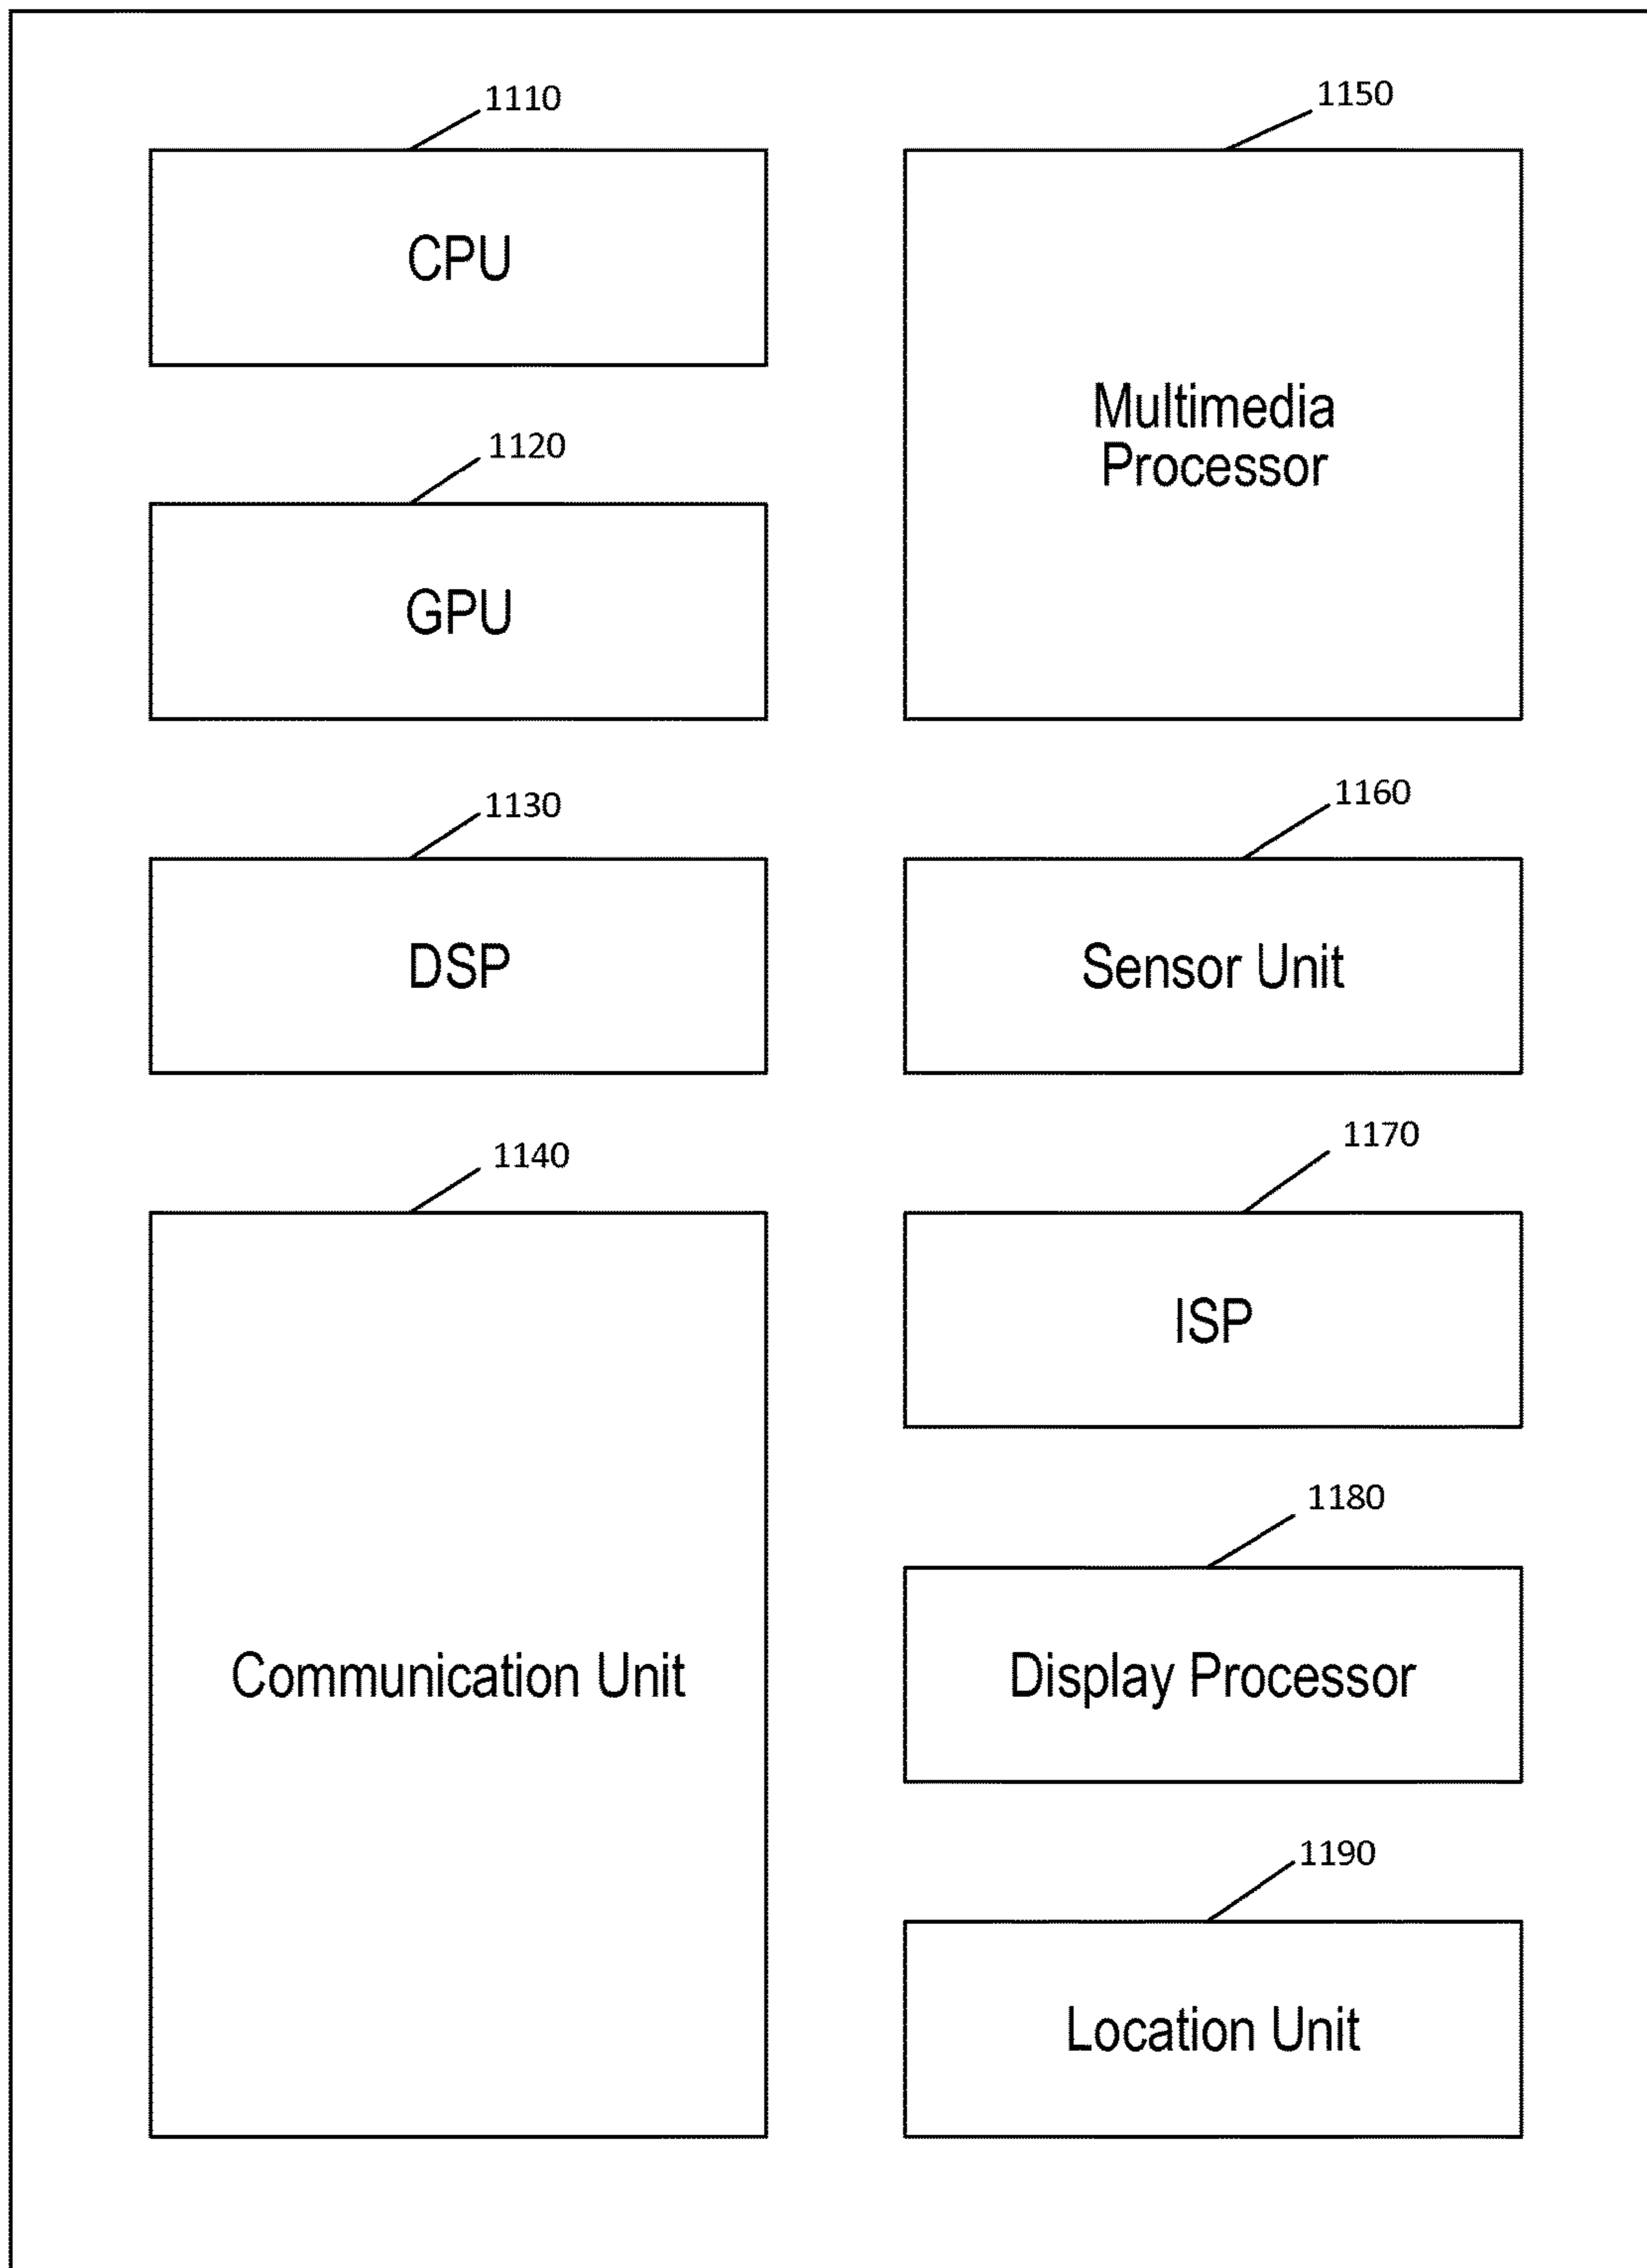 1110
CPU
1120
GPU
1130
DSP
1140
Communication Unit
1150
Multimedia
Processor
1160
Sensor Unit
1170
ISP
1180
Display Processor
1190
Location Unit